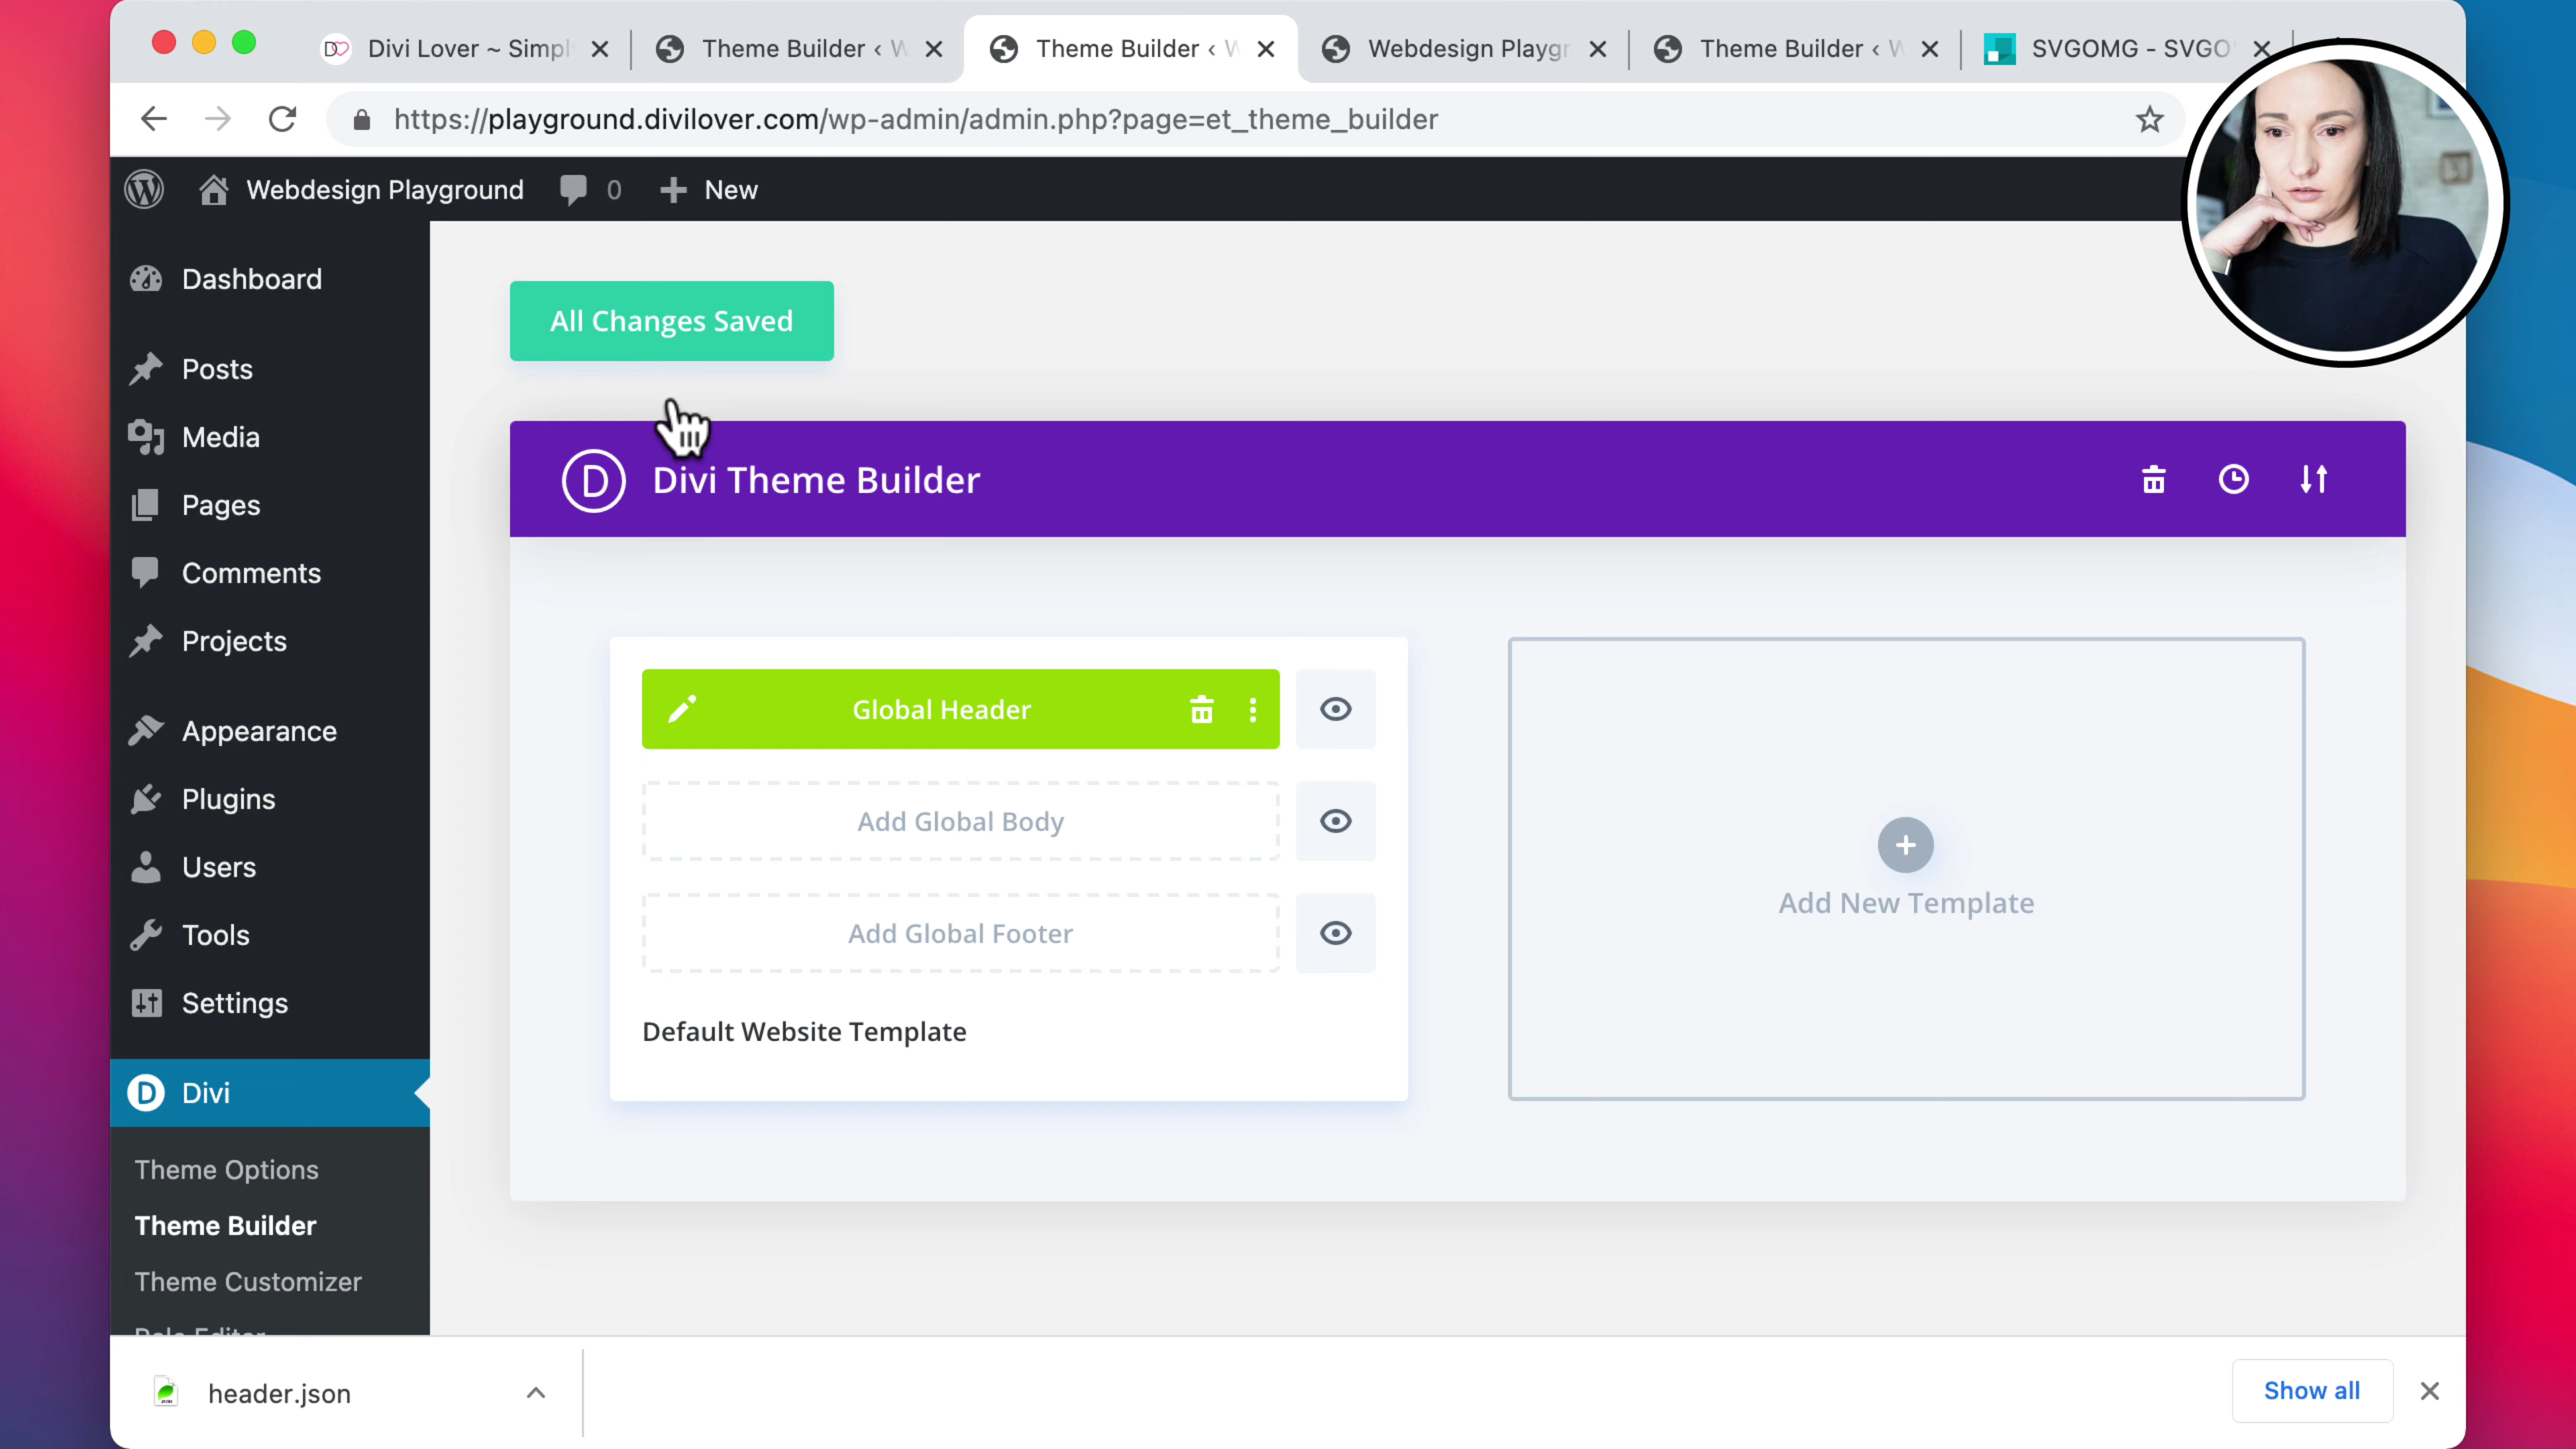 Divi Lover ~ Simpl
Theme Builder ‹ W
Theme Builder ‹ W
Webdesign Playgr
Theme Builder ‹ W
SVGOMG - SVGO'
https://playground.divilover.com/wp-admin/admin.php?page=et_theme_builder
Webdesign Playground
0
New
Dashboard
Posts
Media
Pages
Comments
Projects
Appearance
Plugins
Users
Tools
Settings
Divi
Theme Options
Theme Builder
Theme Customizer
Role Editor
All Changes Saved
D
Divi Theme Builder
Global Header
Add Global Body
Add Global Footer
Default Website Template
Add New Template
header.json
Show all